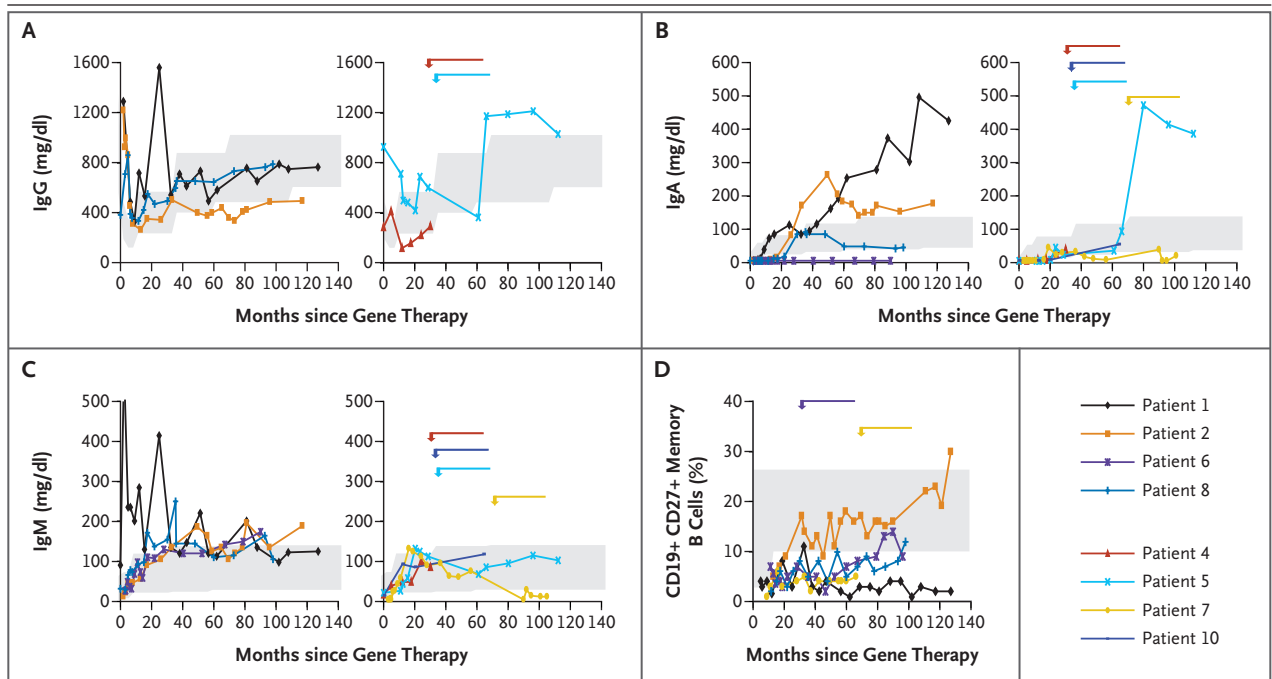 A
IgG (mg/dl)
1600
1200
800
400
0
0 20 40 60 80 100 120 140
1600
1200
800
400
0
0 20 40 60 80 100 120 140
Months since Gene Therapy
B
IgA (mg/dl)
600
500
400
300
200
100
0
0 20 40 60 80 100 120 140
600
500
400
300
200
100
0
0 20 40 60 80 100 120 140
Months since Gene Therapy
C
IgM (mg/dl)
500
400
300
200
100
0
0 20 40 60 80 100 120 140
500
400
300
200
100
0
0 20 40 60 80 100 120 140
Months since Gene Therapy
D
CD19+ CD27+ Memory
B Cells (%)
40
30
20
10
0
0 20 40 60 80 100 120 140
Months since Gene Therapy
Patient 1
Patient 2
Patient 6
Patient 8
Patient 4
Patient 5
Patient 7
Patient 10